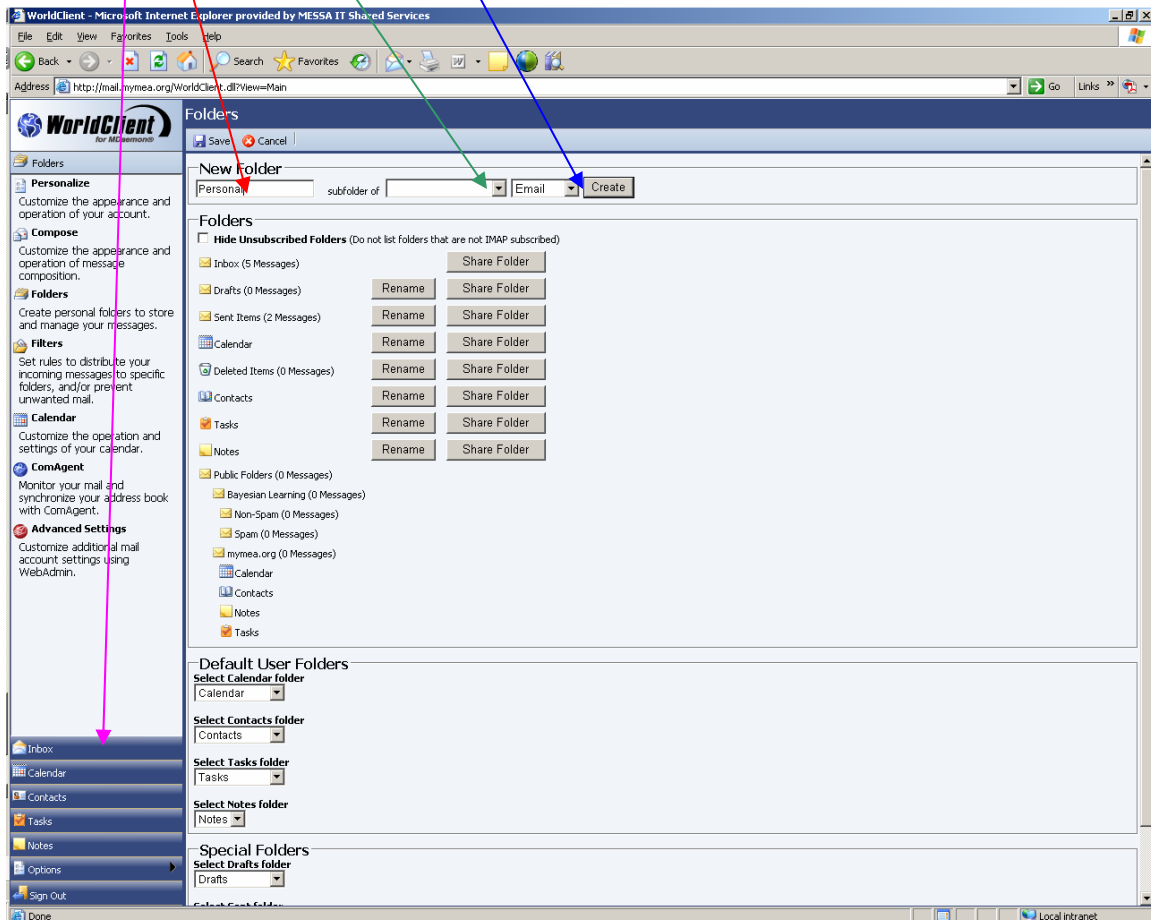 WorldClient - Microsoft Internet Explorer provided by MESSA IT Shared Services
File Edit View Favorites Tools Help
Back Search Favorites
Address http://mail.mymea.org/WorldClient.dll?View=Main Go Links »
WorldClient
for MDaemon®
Folders
Save Cancel
Folders
Personalize
Customize the appearance and
operation of your account.
Compose
Customize the appearance and
operation of message
composition.
Folders
Create personal folders to store
and manage your messages.
Filters
Set rules to distribute your
incoming messages to specific
folders, and/or prevent
unwanted mail.
Calendar
Customize the operation and
settings of your calendar.
ComAgent
Monitor your mail and
synchronize your address book
with ComAgent.
Advanced Settings
Customize additional mail
account settings using
WebAdmin.
Inbox
Calendar
Contacts
Tasks
Notes
Options
Sign Out
New Folder
Personal subfolder of Email Create
Folders
Hide Unsubscribed Folders (Do not list folders that are not IMAP subscribed)
Inbox (5 Messages) Share Folder
Drafts (0 Messages) Rename Share Folder
Sent Items (2 Messages) Rename Share Folder
Calendar Rename Share Folder
Deleted Items (0 Messages) Rename Share Folder
Contacts Rename Share Folder
Tasks Rename Share Folder
Notes Rename Share Folder
Public Folders (0 Messages)
Bayesian Learning (0 Messages)
Non-Spam (0 Messages)
Spam (0 Messages)
mymea.org (0 Messages)
Calendar
Contacts
Notes
Tasks
Default User Folders
Select Calendar folder
Calendar
Select Contacts folder
Contacts
Select Tasks folder
Tasks
Select Notes folder
Notes
Special Folders
Select Drafts folder
Drafts
Select Sent folder
Done Local intranet